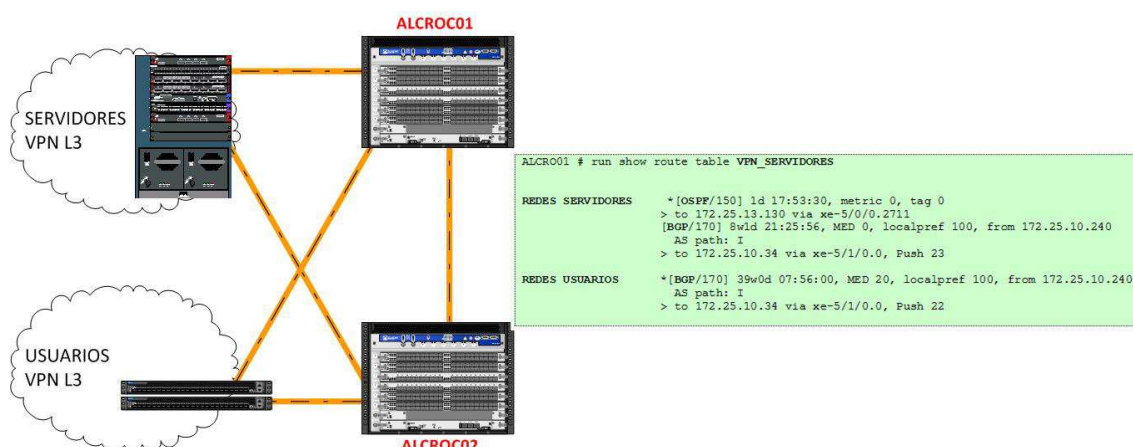 ALCROC01
SERVIDORES
VPN L3
ALCRO01 # run show route table VPN_SERVIDORES
REDES SERVIDORES *[OSPF/150] 1d 17:53:30, metric 0, tag 0
> to 172.25.13.130 via xe-5/0/0.2711
[BGP/170] 8w1d 21:25:56, MED 0, localpref 100, from 172.25.10.240
AS path: I
> to 172.25.10.34 via xe-5/1/0.0, Push 23
REDES USUARIOS *[BGP/170] 39w0d 07:56:00, MED 20, localpref 100, from 172.25.10.240
AS path: I
> to 172.25.10.34 via xe-5/1/0.0, Push 22
USUARIOS
VPN L3
ALCROC02